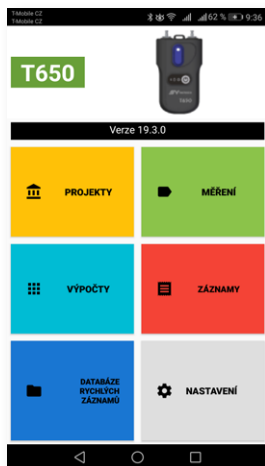 T-Mobile CZ
T-Mobile CZ
62 % 9:36
T650
T650
Verze 19.3.0
PROJEKTY
MĚŘENÍ
VÝPOČTY
ZÁZNAMY
DATABÁZE
RYCHLÝCH
ZÁZNAMŮ
NASTAVENÍ